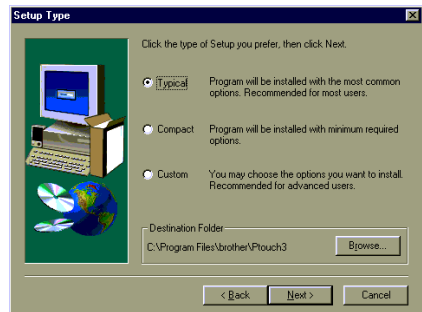 Setup Type
Click the type of Setup you prefer, then click Next.
Typical
Program will be installed with the most common
options. Recommended for most users.
Compact
Program will be installed with minimum required
options.
Custom
You may choose the options you want to install.
Recommended for advanced users.
Destination Folder
C:\Program Files\brother\Ptouch3
Browse...
< Back
Next >
Cancel